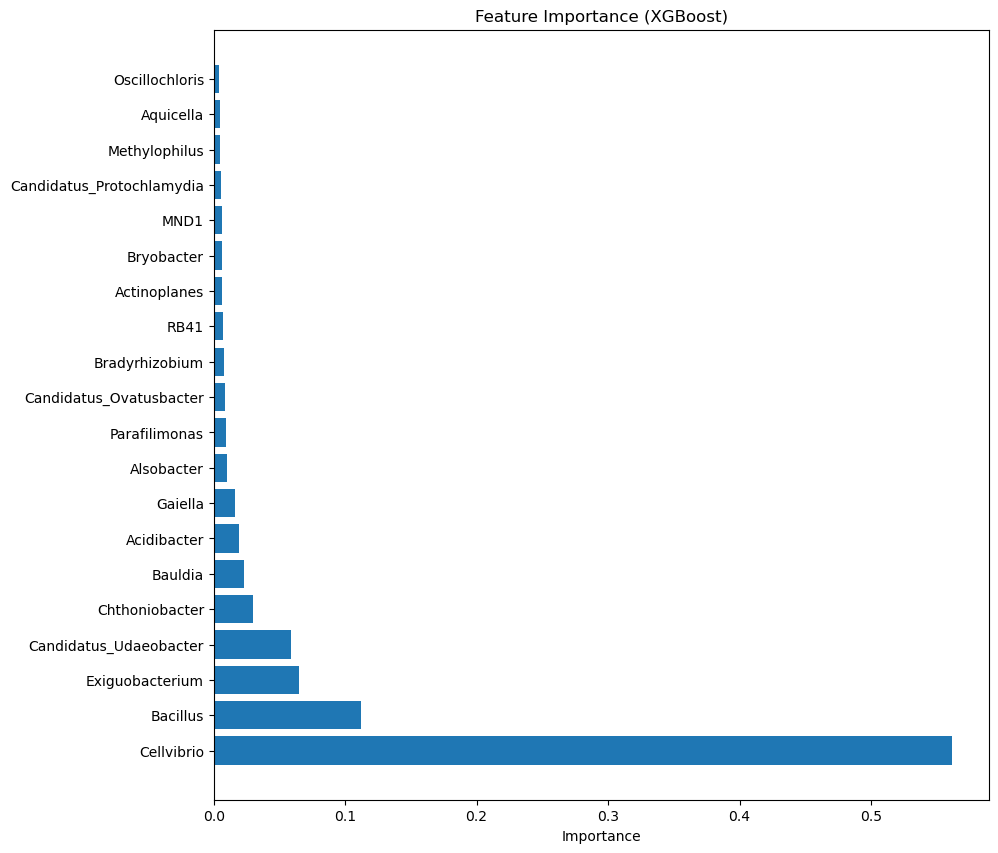 Feature Importance (XGBoost)
Oscillochloris
Aquicella
Methylophilus
Candidatus_Protochlamydia
MND1
Bryobacter
Actinoplanes
RB41
Bradyrhizobium
Candidatus_Ovatusbacter
Parafilimonas
Alsobacter
Gaiella
Acidibacter
Bauldia
Chthoniobacter
Candidatus_Udaeobacter
Exiguobacterium
Bacillus
Cellvibrio
0.0 0.1 0.2 0.3 0.4 0.5
Importance